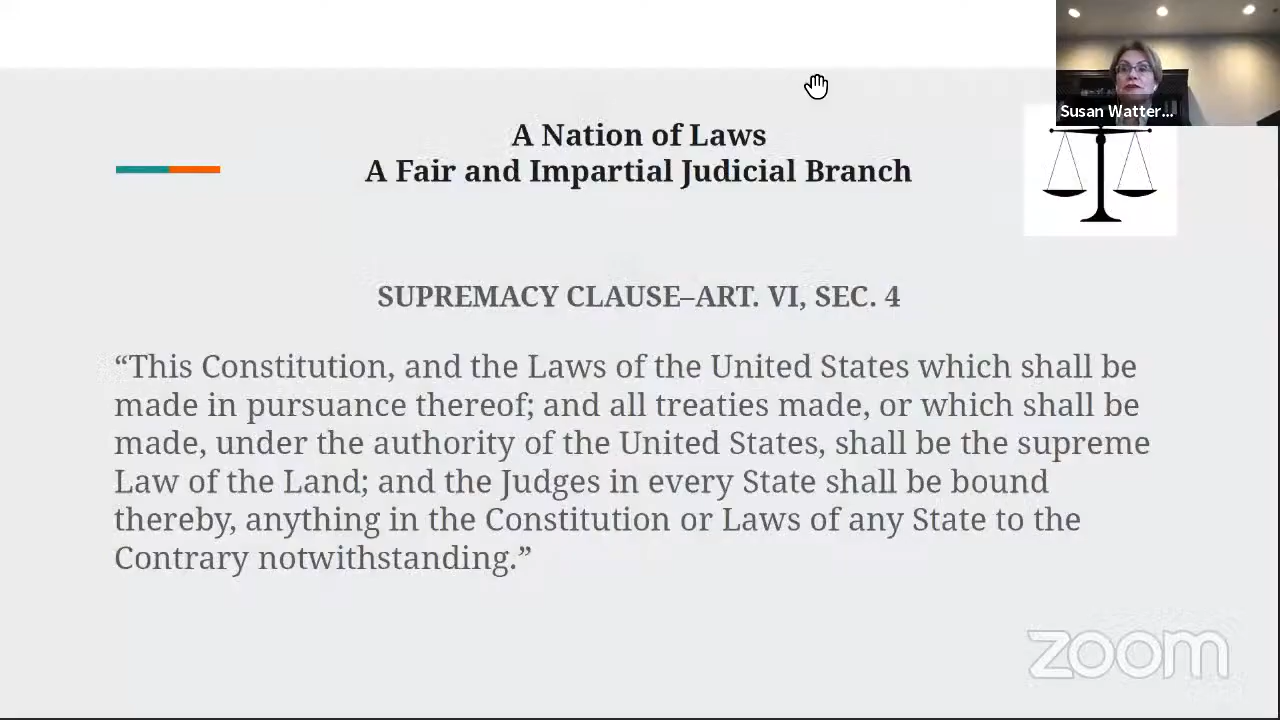 Susan Watter...
A Nation of Laws
A Fair and Impartial Judicial Branch
SUPREMACY CLAUSE–ART. VI, SEC. 4
“This Constitution, and the Laws of the United States which shall be
made in pursuance thereof; and all treaties made, or which shall be
made, under the authority of the United States, shall be the supreme
Law of the Land; and the Judges in every State shall be bound
thereby, anything in the Constitution or Laws of any State to the
Contrary notwithstanding.”
zoom